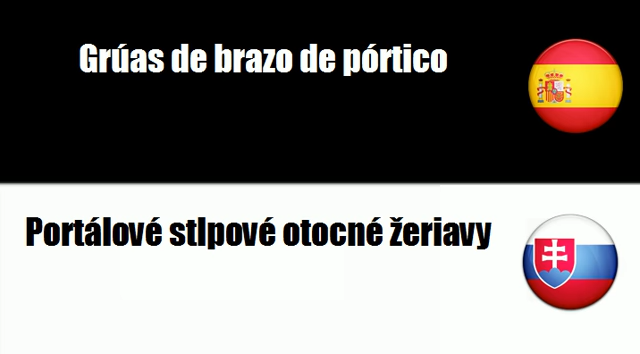 Grúas de brazo de pórtico
Portálové stlpové otocné žeriavy